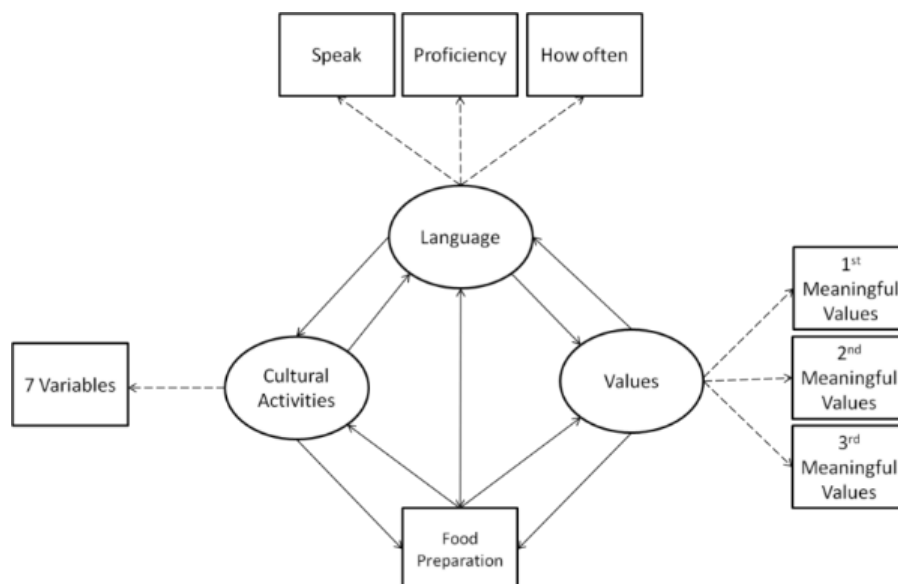 Speak
Proficiency
How often
Language
1st
Meaningful
Values
7 Variables
Cultural
Activities
Values
2nd
Meaningful
Values
3rd
Meaningful
Values
Food
Preparation